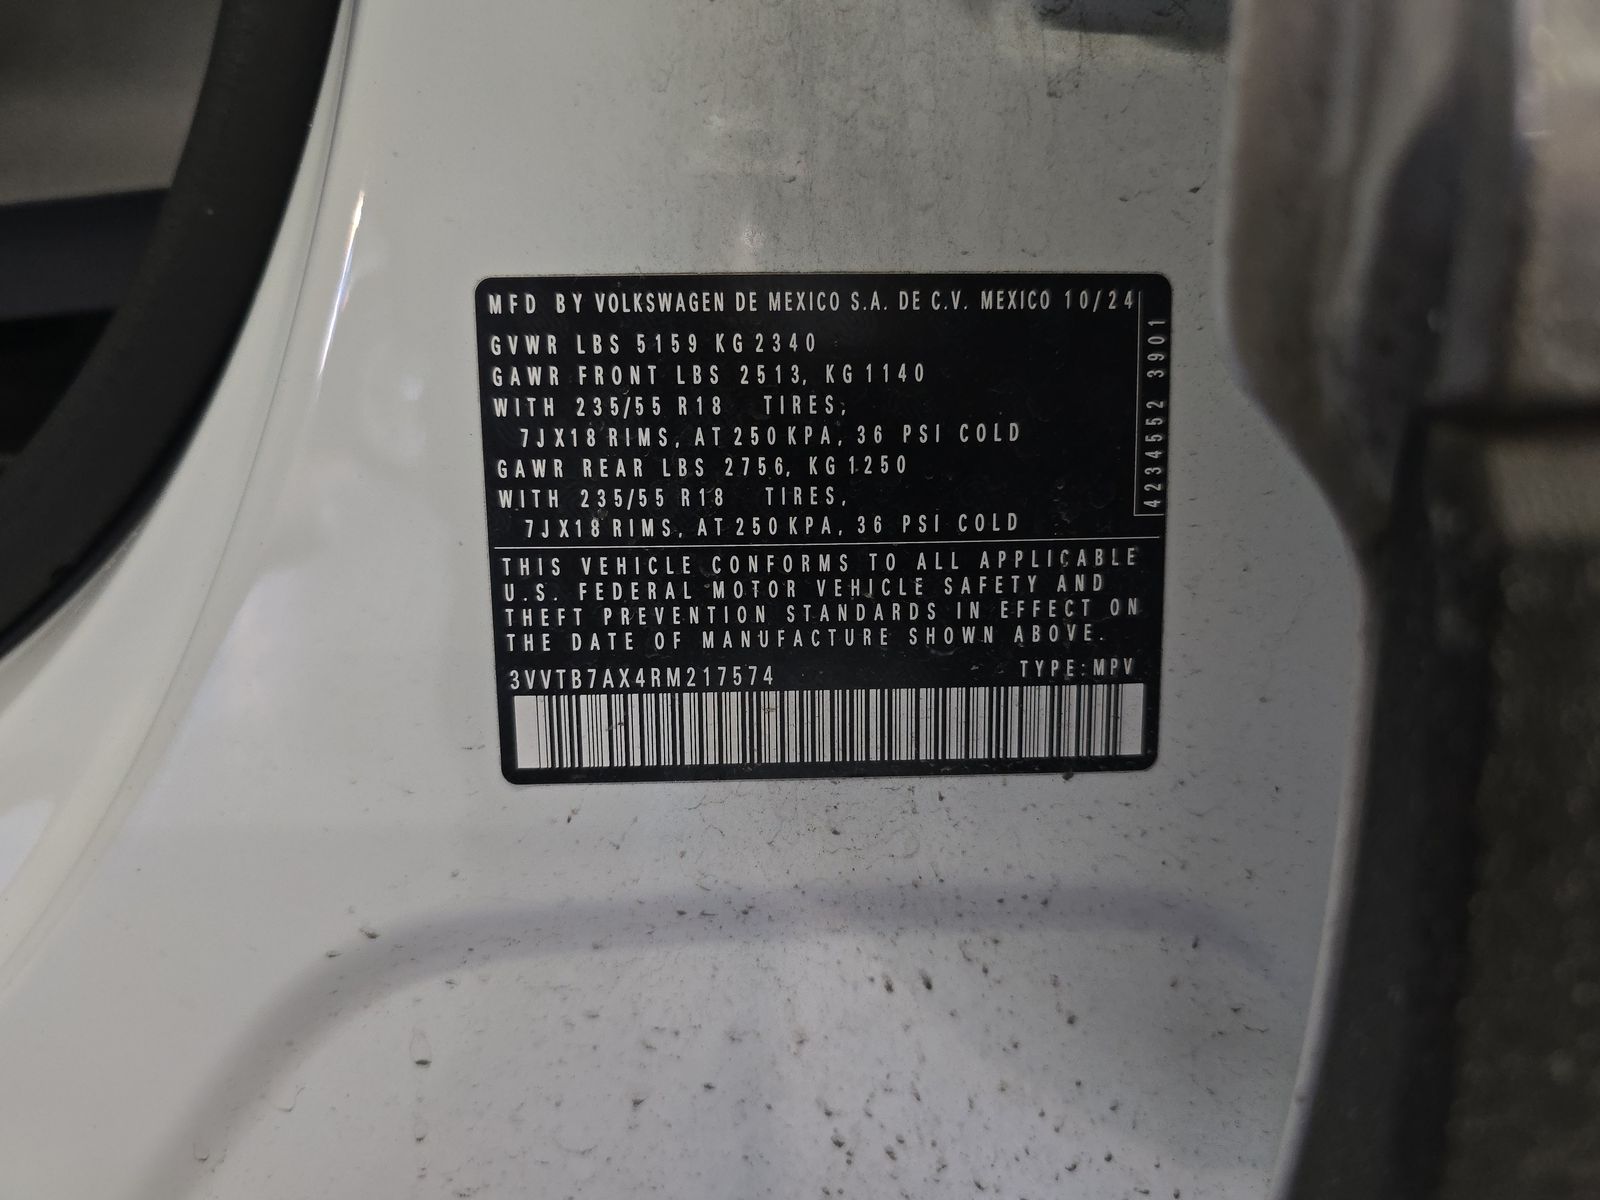 MFD BY VOLKSWAGEN DE MEXICO S.A. DE C.V. MEXICO 10/24
GVWR LBS 5159 KG 2340
GAWR FRONT LBS 2513, KG 1140
WITH 235/55 R18 TIRES,
7JX18 RIMS, AT 250 KPA, 36 PSI COLD
GAWR REAR LBS 2756, KG 1250
WITH 235/55 R18 TIRES,
7JX18 RIMS, AT 250 KPA, 36 PSI COLD
4234552 3901
THIS VEHICLE CONFORMS TO ALL APPLICABLE
U.S. FEDERAL MOTOR VEHICLE SAFETY AND
THEFT PREVENTION STANDARDS IN EFFECT ON
THE DATE OF MANUFACTURE SHOWN ABOVE.
3VVTB7AX4RM217574 TYPE: MPV